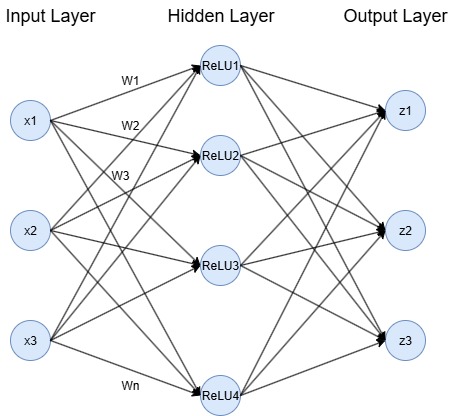 Input Layer
Hidden Layer
Output Layer
x1
x2
x3
W1
W2
W3
Wn
ReLU1
ReLU2
ReLU3
ReLU4
z1
z2
z3